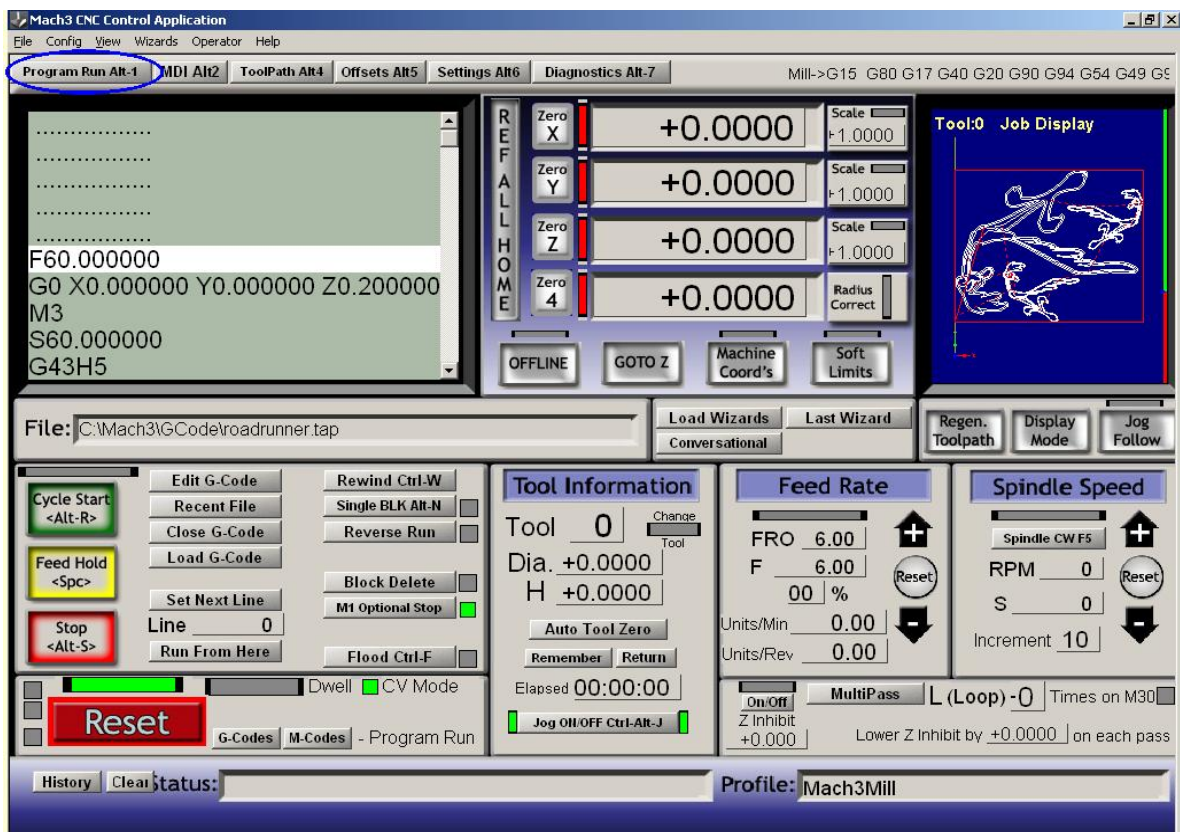 Mach3 CNC Control Application
File Config View Wizards Operator Help
Program Run Alt-1 MDI Alt2 ToolPath Alt4 Offsets Alt5 Settings Alt6 Diagnostics Alt-7 Mill->G15 G80 G17 G40 G20 G90 G94 G54 G49 G9
.................
.................
.................
.................
.................
F60.000000
G0 X0.000000 Y0.000000 Z0.200000
M3
S60.000000
G43H5
REF ALL HOME
Zero X +0.0000 Scale +1.0000
Zero Y +0.0000 Scale +1.0000
Zero Z +0.0000 Scale +1.0000
Zero 4 +0.0000 Radius Correct
OFFLINE GOTO Z Machine Coord's Soft Limits
Tool:0 Job Display
File: C:\Mach3\GCode\roadrunner.tap
Load Wizards Last Wizard
Conversational
Regen. Toolpath Display Mode Jog Follow
Cycle Start
<Alt-R>
Feed Hold
<Spc>
Stop
<Alt-S>
Edit G-Code
Recent File
Close G-Code
Load G-Code
Set Next Line
Line 0
Run From Here
Rewind Ctrl-W
Single BLK Alt-N
Reverse Run
Block Delete
M1 Optional Stop
Flood Ctrl-F
Reset
Dwell CV Mode
G-Codes M-Codes - Program Run
Tool Information
Tool 0 Change Tool
Dia. +0.0000
H +0.0000
Auto Tool Zero
Remember Return
Elapsed 00:00:00
Jog ON/OFF Ctrl-Alt-J
Feed Rate
FRO 6.00
F 6.00
00 %
Reset
Units/Min 0.00
Units/Rev 0.00
Spindle Speed
Spindle CW F5
RPM 0
S 0
Reset
Increment 10
On/Off
Z Inhibit
+0.000
MultiPass L (Loop) -0 Times on M30
Lower Z Inhibit by +0.0000 on each pass
History Clear Status:
Profile: Mach3Mill